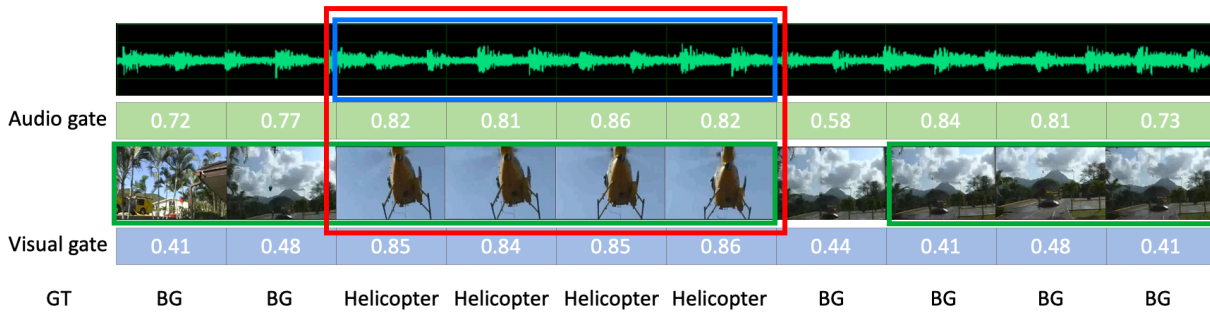 Audio gate 0.72 0.77 0.82 0.81 0.86 0.82 0.58 0.84 0.81 0.73
Visual gate 0.41 0.48 0.85 0.84 0.85 0.86 0.44 0.41 0.48 0.41
GT BG BG Helicopter Helicopter Helicopter Helicopter BG BG BG BG